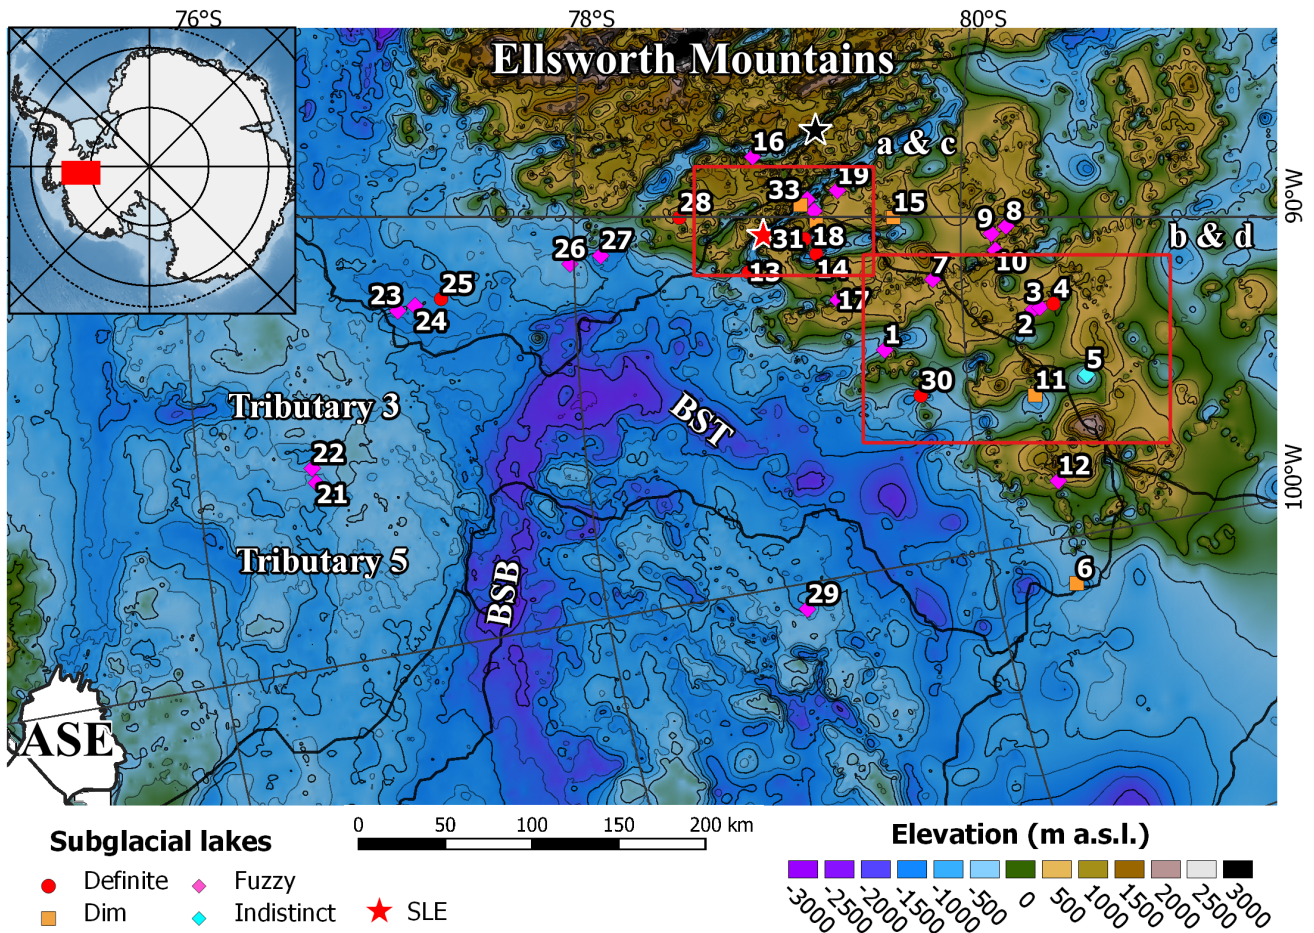 76°S
78°S
80°S
Ellsworth Mountains
16
a & c
19
33
15
90°W
28
9
8
b & d
31
18
26
27
10
13
14
7
25
23
24
17
3
4
2
1
5
30
11
Tributary 3
BST
22
12
21
100°W
Tributary 5
BSB
6
29
ASE
Subglacial lakes
Definite
Fuzzy
Dim
Indistinct
SLE
0 50 100 150 200 km
Elevation (m a.s.l.)
-3000 -2500 -2000 -1500 -1000 -500 0 500 1000 1500 2000 2500 3000